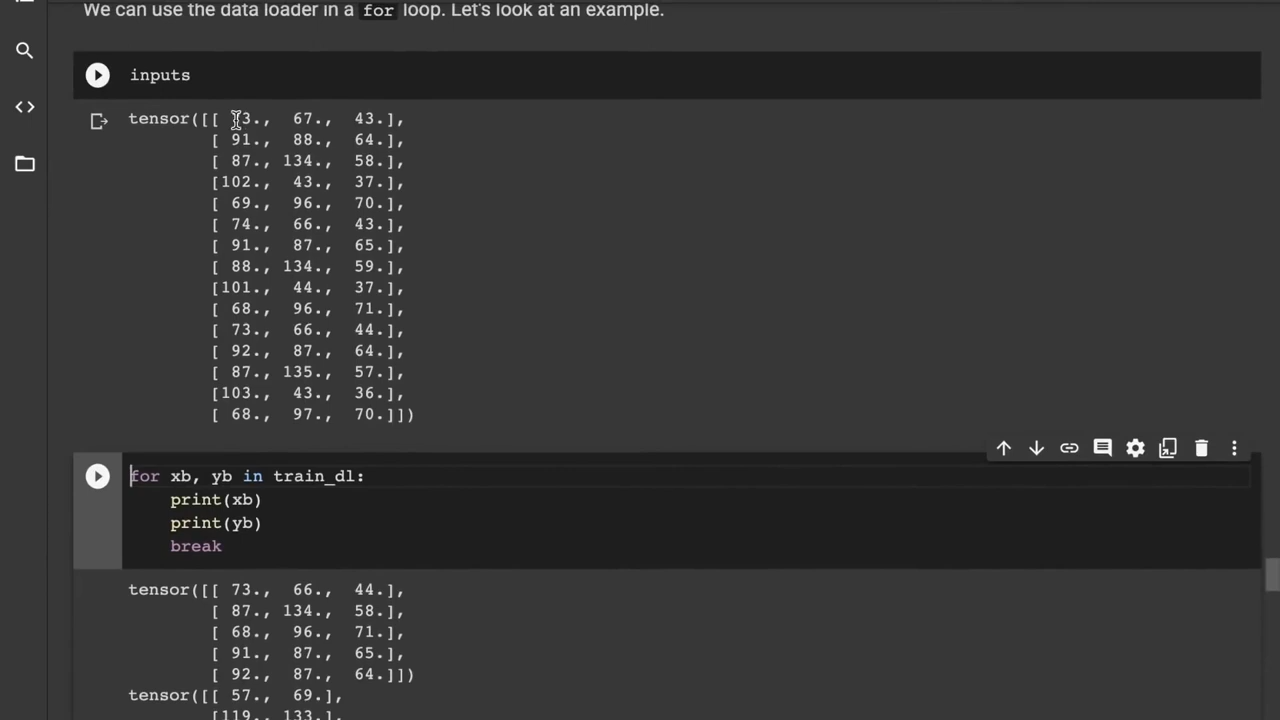 We can use the data loader in a for loop. Let's look at an example.
inputs
tensor([[ 73., 67., 43.],
[ 91., 88., 64.],
[ 87., 134., 58.],
[102., 43., 37.],
[ 69., 96., 70.],
[ 74., 66., 43.],
[ 91., 87., 65.],
[ 88., 134., 59.],
[101., 44., 37.],
[ 68., 96., 71.],
[ 73., 66., 44.],
[ 92., 87., 64.],
[ 87., 135., 57.],
[103., 43., 36.],
[ 68., 97., 70.]])
for xb, yb in train_dl:
print(xb)
print(yb)
break
tensor([[ 73., 66., 44.],
[ 87., 134., 58.],
[ 68., 96., 71.],
[ 91., 87., 65.],
[ 92., 87., 64.]])
tensor([[ 57., 69.],
[119., 133.],